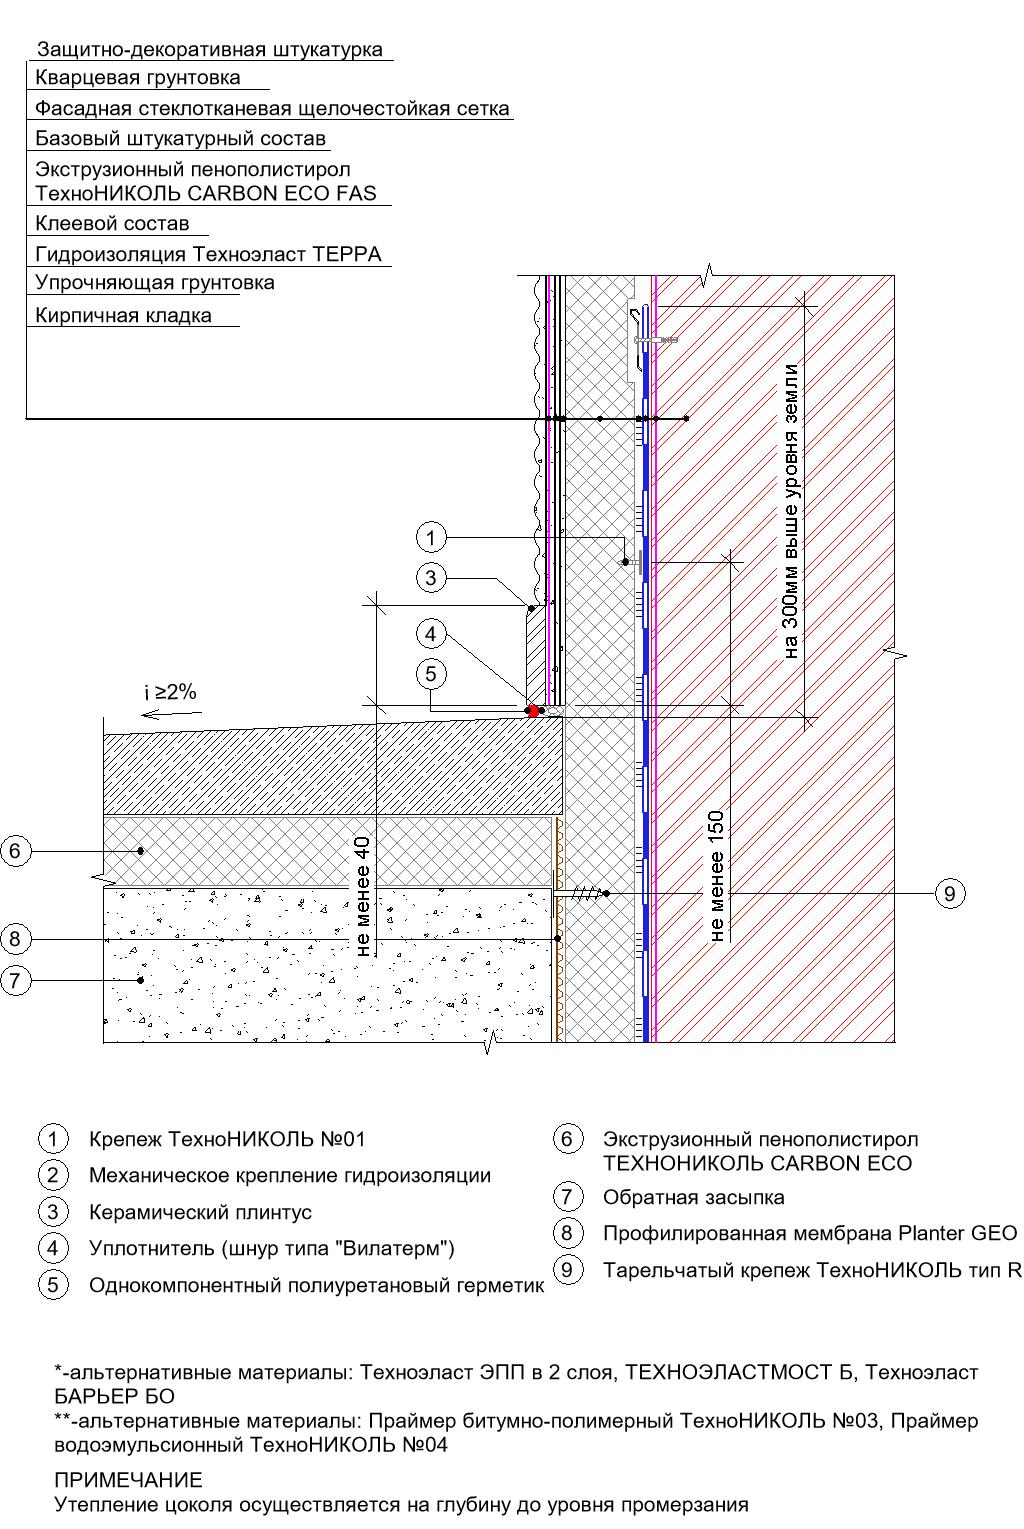 Защитно-декоративная штукатурка
Кварцевая грунтовка
Фасадная стеклотканевая щелочестойкая сетка
Базовый штукатурный состав
Экструзионный пенополистирол
ТехноНИКОЛЬ CARBON ECO FAS
Клеевой состав
Гидроизоляция Техноэласт ТЕРРА
Упрочняющая грунтовка
Кирпичная кладка
на 300мм выше уровня земли
1
3
4
5
i ≥2%
не менее 40
не менее 150
6
9
8
7
1 Крепеж ТехноНИКОЛЬ №01
2 Механическое крепление гидроизоляции
3 Керамический плинтус
4 Уплотнитель (шнур типа "Вилатерм")
5 Однокомпонентный полиуретановый герметик
6 Экструзионный пенополистирол
ТЕХНОНИКОЛЬ CARBON ECO
7 Обратная засыпка
8 Профилированная мембрана Planter GEO
9 Тарельчатый крепеж ТехноНИКОЛЬ тип R
*-альтернативные материалы: Техноэласт ЭПП в 2 слоя, ТЕХНОЭЛАСТМОСТ Б, Техноэласт
БАРЬЕР БО
**-альтернативные материалы: Праймер битумно-полимерный ТехноНИКОЛЬ №03, Праймер
водоэмульсионный ТехноНИКОЛЬ №04
ПРИМЕЧАНИЕ
Утепление цоколя осуществляется на глубину до уровня промерзания